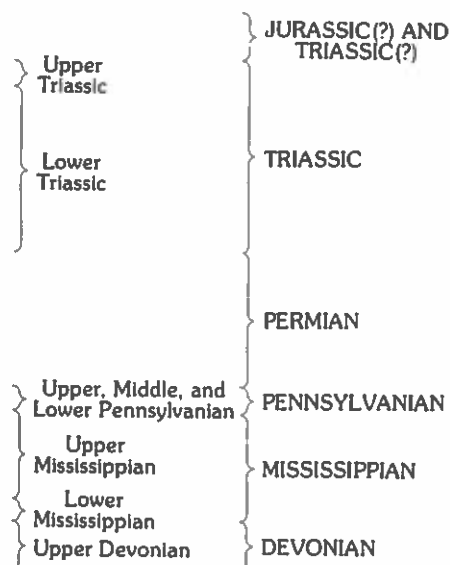 JURASSIC(?) AND
TRIASSIC(?)
Upper
Triassic
Lower
Triassic
TRIASSIC
PERMIAN
Upper, Middle, and
Lower Pennsylvanian
PENNSYLVANIAN
Upper
Mississippian
MISSISSIPPIAN
Lower
Mississippian
Upper Devonian
DEVONIAN